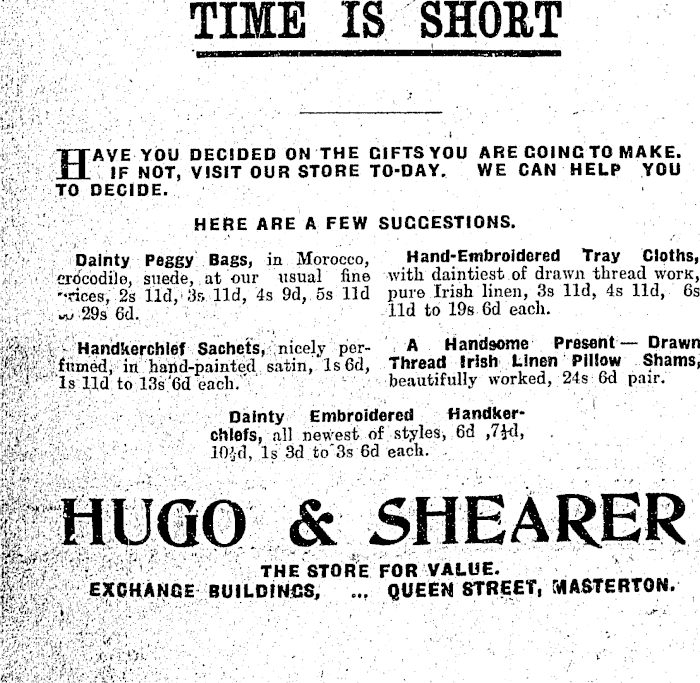 TIME IS SHORT
HAVE YOU DECIDED ON THE GIFTS YOU ARE GOING TO MAKE.
IF NOT, VISIT OUR STORE TO-DAY. WE CAN HELP YOU
TO DECIDE.
HERE ARE A FEW SUGGESTIONS.
Dainty Peggy Bags, in Morocco,
crocodile, suede, at our usual fine
prices, 2s 11d, 3s 11d, 4s 9d, 5s 11d
29s 6d.
Handkerchief Sachets, nicely per-
fumed, in hand-painted satin, 1s 6d,
1s 11d to 13s 6d each.
Hand-Embroidered Tray Cloths,
with daintiest of drawn thread work,
pure Irish linen, 3s 11d, 4s 11d, 6s
11d to 19s 6d each.
A Handsome Present — Drawn
Thread Irish Linen Pillow Shams,
beautifully worked, 24s 6d pair.
Dainty Embroidered Handker-
chiefs, all newest of styles, 6d ,7½d,
10½d, 1s 3d to 3s 6d each.
HUGO & SHEARER
THE STORE FOR VALUE.
EXCHANGE BUILDINGS, ... QUEEN STREET, MASTERTON.